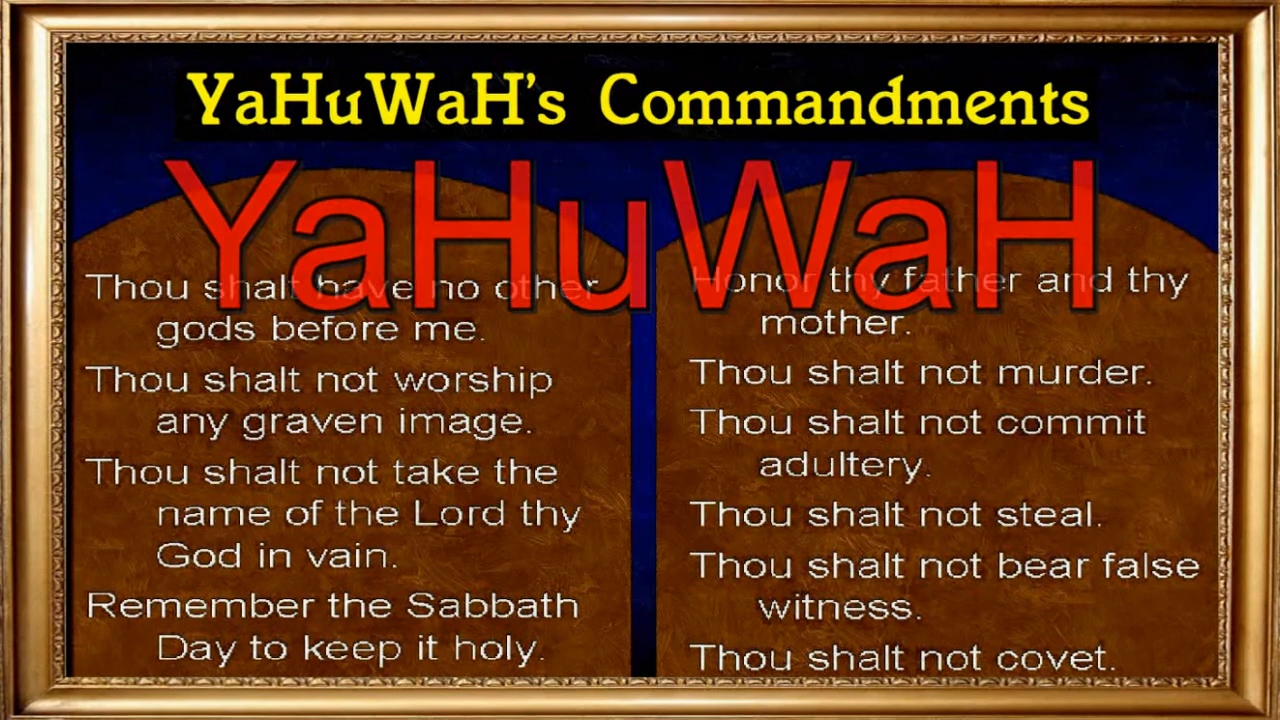 YaHuWaH's Commandments
YaHuWaH
Thou shalt have no other
gods before me.
Thou shalt not worship
any graven image.
Thou shalt not take the
name of the Lord thy
God in vain.
Remember the Sabbath
Day to keep it holy.
Honor thy father and thy
mother.
Thou shalt not murder.
Thou shalt not commit
adultery.
Thou shalt not steal.
Thou shalt not bear false
witness.
Thou shalt not covet.